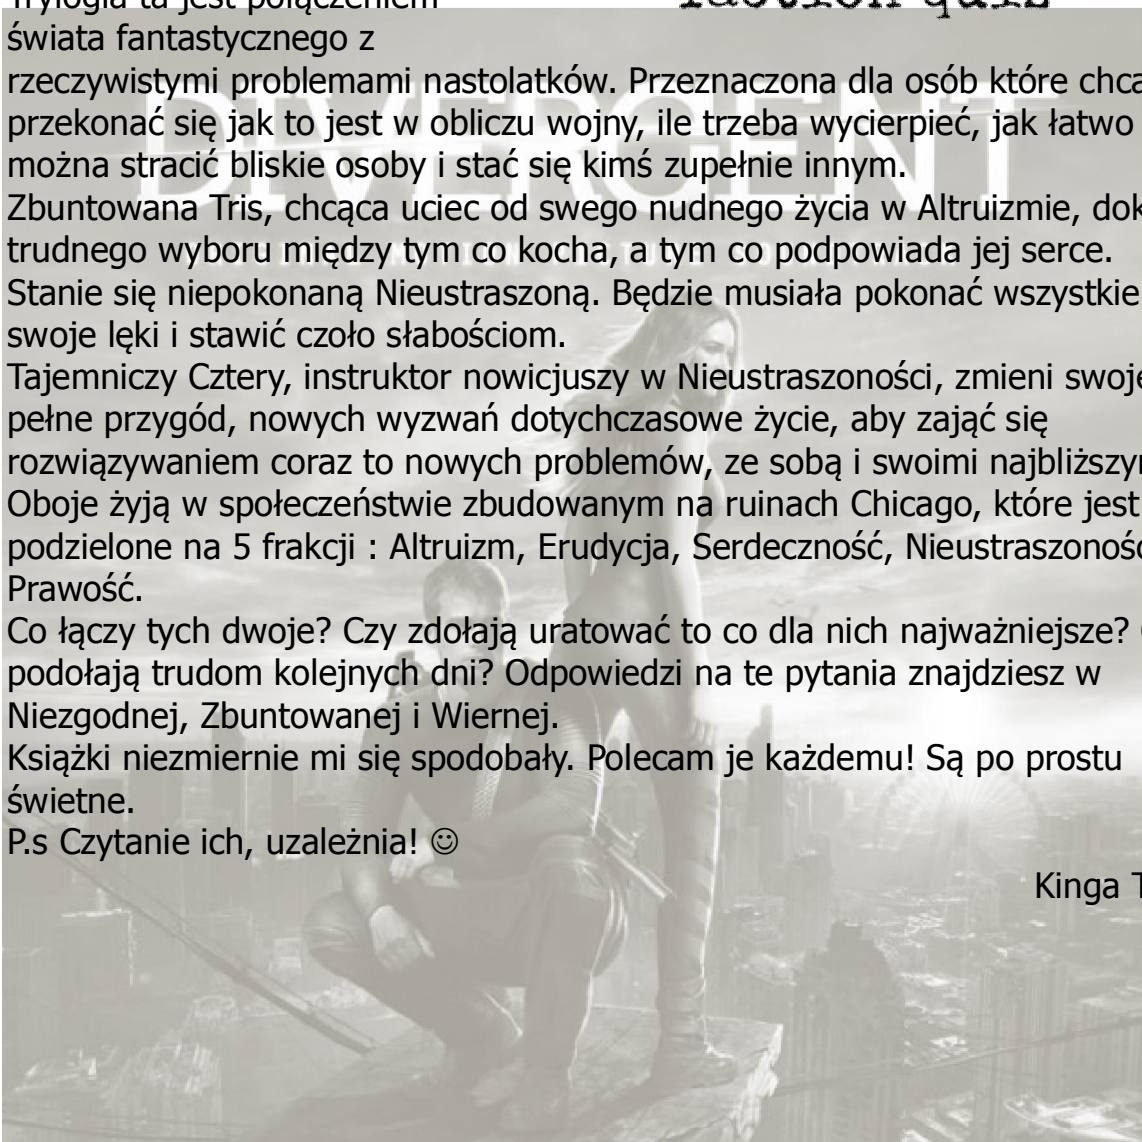 Trylogia ta jest połączeniem
faction quiz
świata fantastycznego z
rzeczywistymi problemami nastolatków. Przeznaczona dla osób które chcą
przekonać się jak to jest w obliczu wojny, ile trzeba wycierpieć, jak łatwo
można stracić bliskie osoby i stać się kimś zupełnie innym.
DIVERGENT
Zbuntowana Tris, chcąca uciec od swego nudnego życia w Altruizmie, dok
trudnego wyboru między tym co kocha, a tym co podpowiada jej serce.
Stanie się niepokonaną Nieustraszoną. Będzie musiała pokonać wszystkie
swoje lęki i stawić czoło słabościom.
Tajemniczy Cztery, instruktor nowicjuszy w Nieustraszoności, zmieni swoje
pełne przygód, nowych wyzwań dotychczasowe życie, aby zająć się
rozwiązywaniem coraz to nowych problemów, ze sobą i swoimi najbliższym
Oboje żyją w społeczeństwie zbudowanym na ruinach Chicago, które jest
podzielone na 5 frakcji : Altruizm, Erudycja, Serdeczność, Nieustraszoność
Prawość.
Co łączy tych dwoje? Czy zdołają uratować to co dla nich najważniejsze?
podołają trudom kolejnych dni? Odpowiedzi na te pytania znajdziesz w
Niezgodnej, Zbuntowanej i Wiernej.
Książki niezmiernie mi się spodobały. Polecam je każdemu! Są po prostu
świetne.
P.s Czytanie ich, uzależnia! ☺
Kinga T